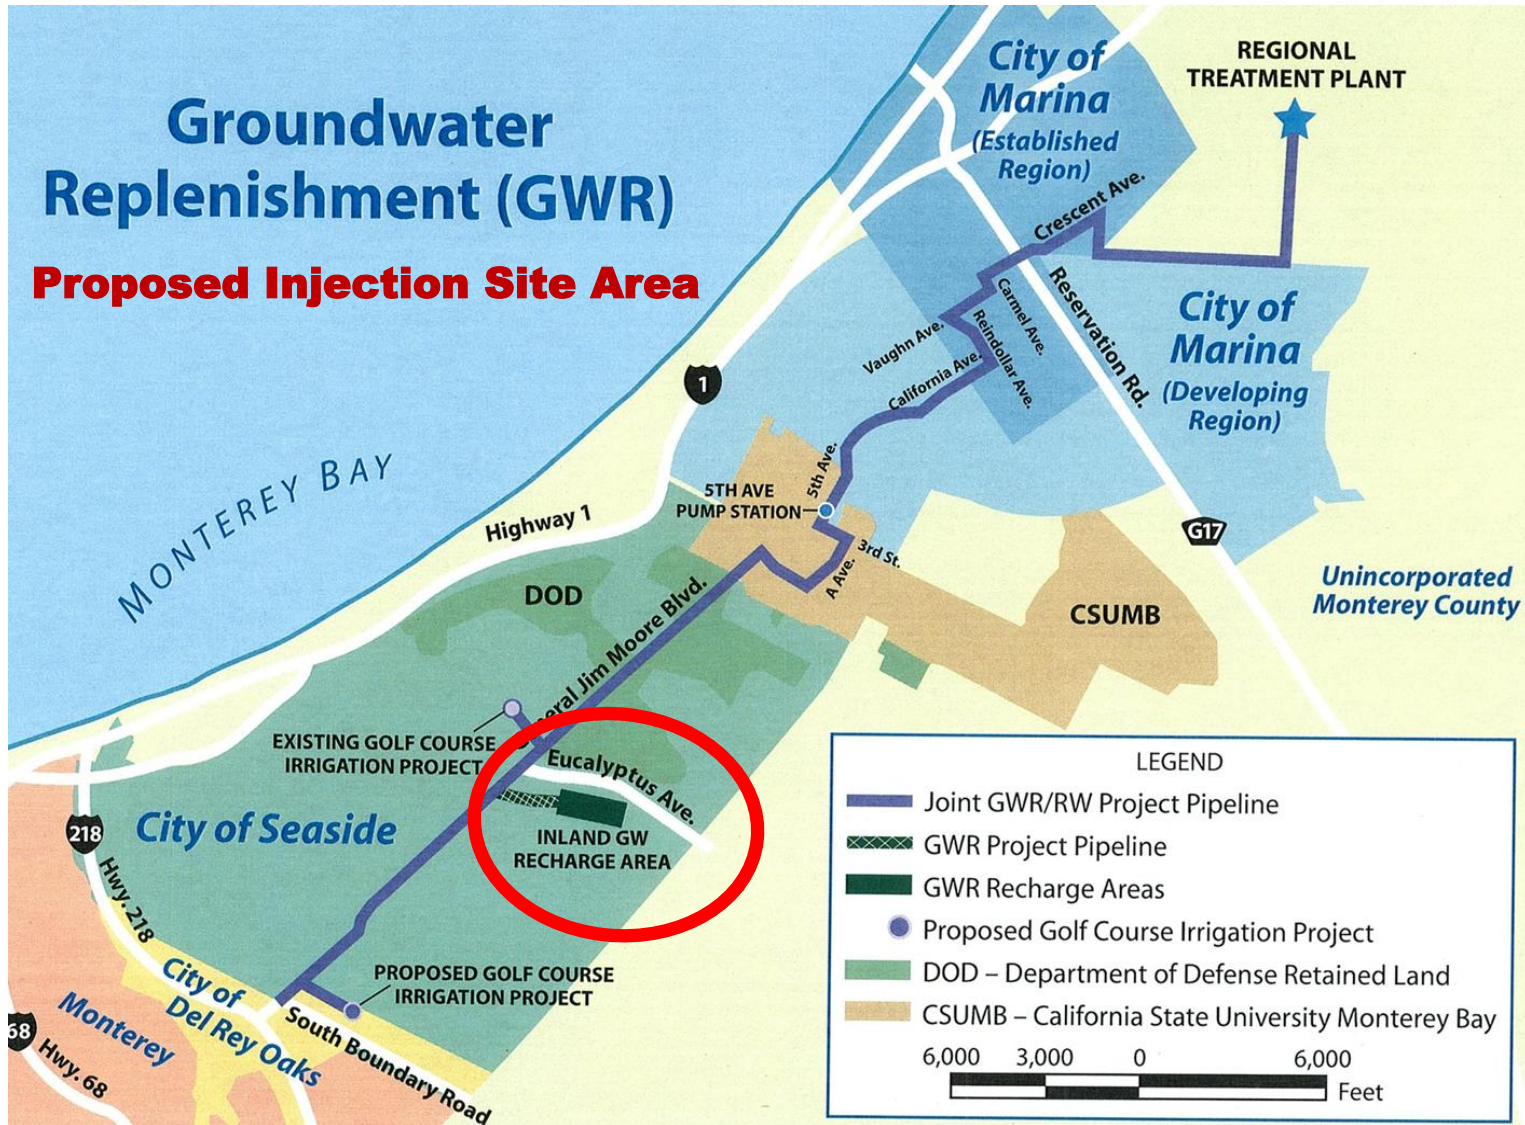 Groundwater
Replenishment (GWR)
Proposed Injection Site Area
City of
Marina
(Established
Region)
REGIONAL
TREATMENT PLANT
Crescent Ave.
Reservation Rd.
Carmel Ave.
Reindollar Ave.
Vaughn Ave.
California Ave.
City of
Marina
(Developing
Region)
1
MONTEREY BAY
Highway 1
5TH AVE
PUMP STATION
5th Ave.
3rd St.
A Ave.
G17
DOD
CSUMB
Unincorporated
Monterey County
Jim Moore Blvd.
EXISTING GOLF COURSE
IRRIGATION PROJECT
Eucalyptus Ave.
INLAND GW
RECHARGE AREA
City of Seaside
218
Hwy. 218
PROPOSED GOLF COURSE
IRRIGATION PROJECT
City of
Del Rey Oaks
Monterey
South Boundary Road
68
Hwy. 68
LEGEND
Joint GWR/RW Project Pipeline
GWR Project Pipeline
GWR Recharge Areas
Proposed Golf Course Irrigation Project
DOD – Department of Defense Retained Land
CSUMB – California State University Monterey Bay
6,000 3,000 0 6,000
Feet